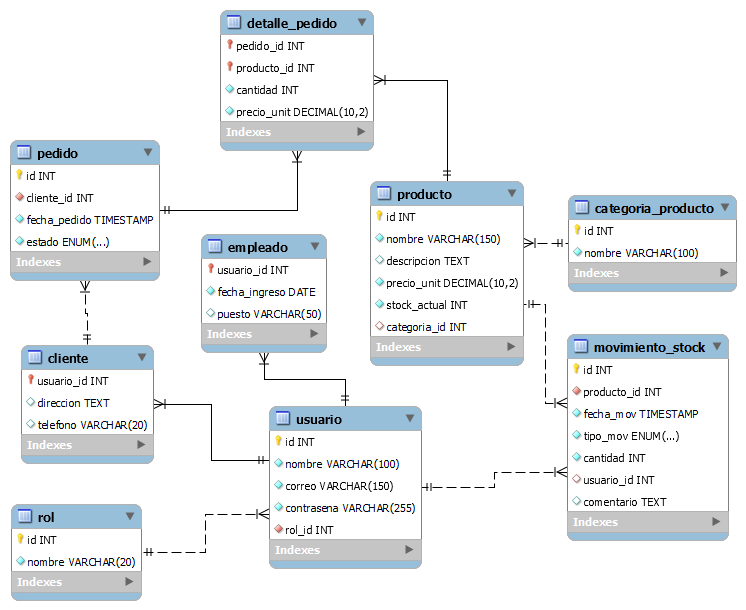 detalle_pedido
pedido_id INT
producto_id INT
cantidad INT
precio_unit DECIMAL(10,2)
Indexes
pedido
id INT
cliente_id INT
fecha_pedido TIMESTAMP
estado ENUM(...)
Indexes
producto
id INT
nombre VARCHAR(150)
descripcion TEXT
precio_unit DECIMAL(10,2)
stock_actual INT
categoria_id INT
Indexes
categoria_producto
id INT
nombre VARCHAR(100)
Indexes
empleado
usuario_id INT
fecha_ingreso DATE
puesto VARCHAR(50)
Indexes
movimiento_stock
id INT
producto_id INT
fecha_mov TIMESTAMP
tipo_mov ENUM(...)
cantidad INT
usuario_id INT
comentario TEXT
Indexes
cliente
usuario_id INT
direccion TEXT
telefono VARCHAR(20)
Indexes
usuario
id INT
nombre VARCHAR(100)
correo VARCHAR(150)
contrasena VARCHAR(255)
rol_id INT
Indexes
rol
id INT
nombre VARCHAR(20)
Indexes